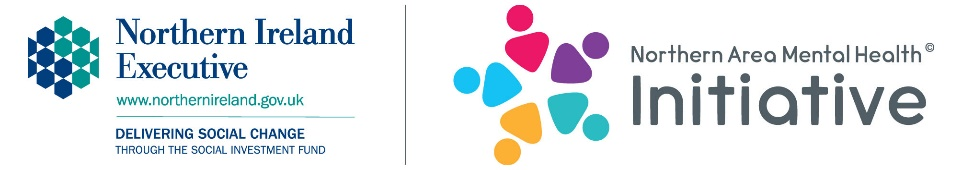 Northern Ireland
Executive
www.northernireland.gov.uk
DELIVERING SOCIAL CHANGE
THROUGH THE SOCIAL INVESTMENT FUND
Northern Area Mental Health©
Initiative